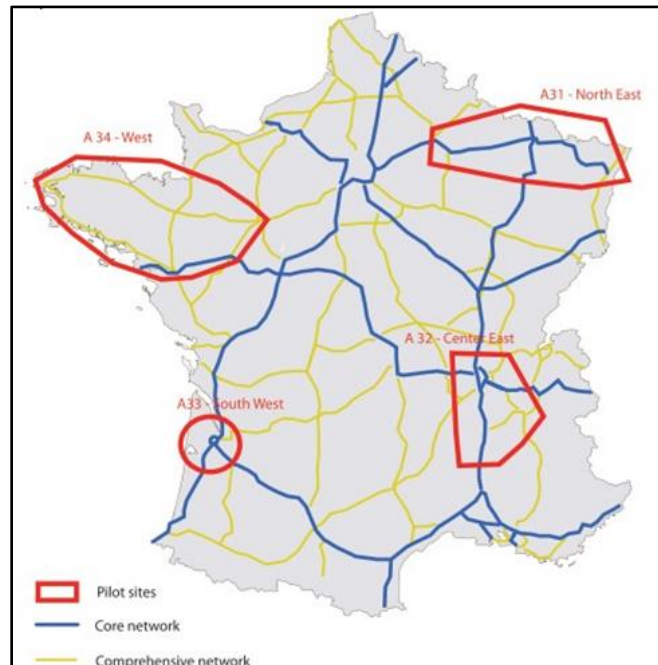 A31 - North East
A 34 - West
A 32 - Center East
A33 - South West
Pilot sites
Core network
Comprehensive network